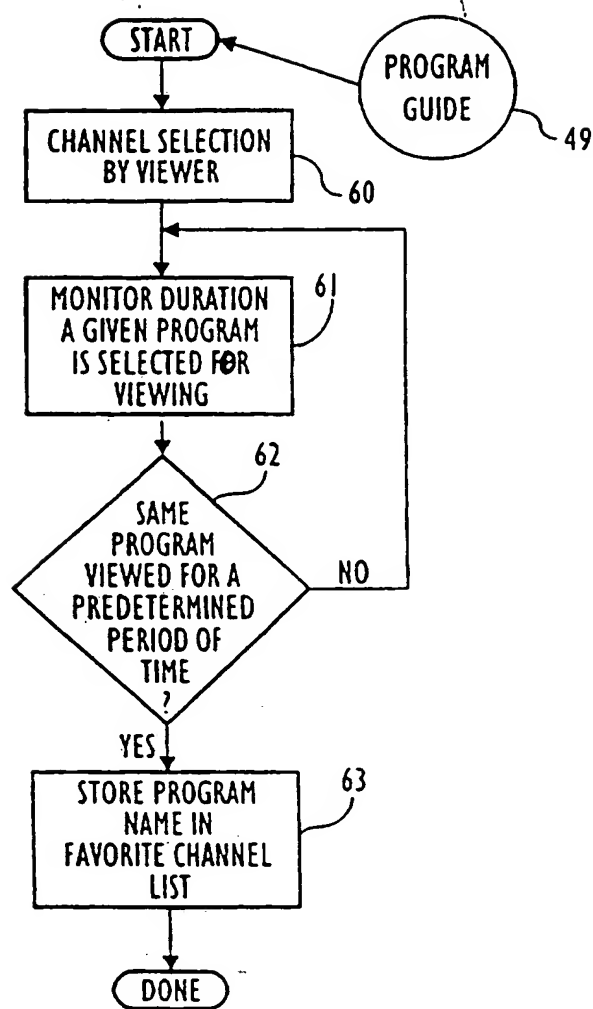 START
PROGRAM
GUIDE
49
CHANNEL SELECTION
BY VIEWER
60
MONITOR DURATION
A GIVEN PROGRAM
IS SELECTED FOR
VIEWING
61
62
SAME
PROGRAM
VIEWED FOR A
PREDETERMINED
PERIOD OF
TIME
?
NO
YES
STORE PROGRAM
NAME IN
FAVORITE CHANNEL
LIST
63
DONE